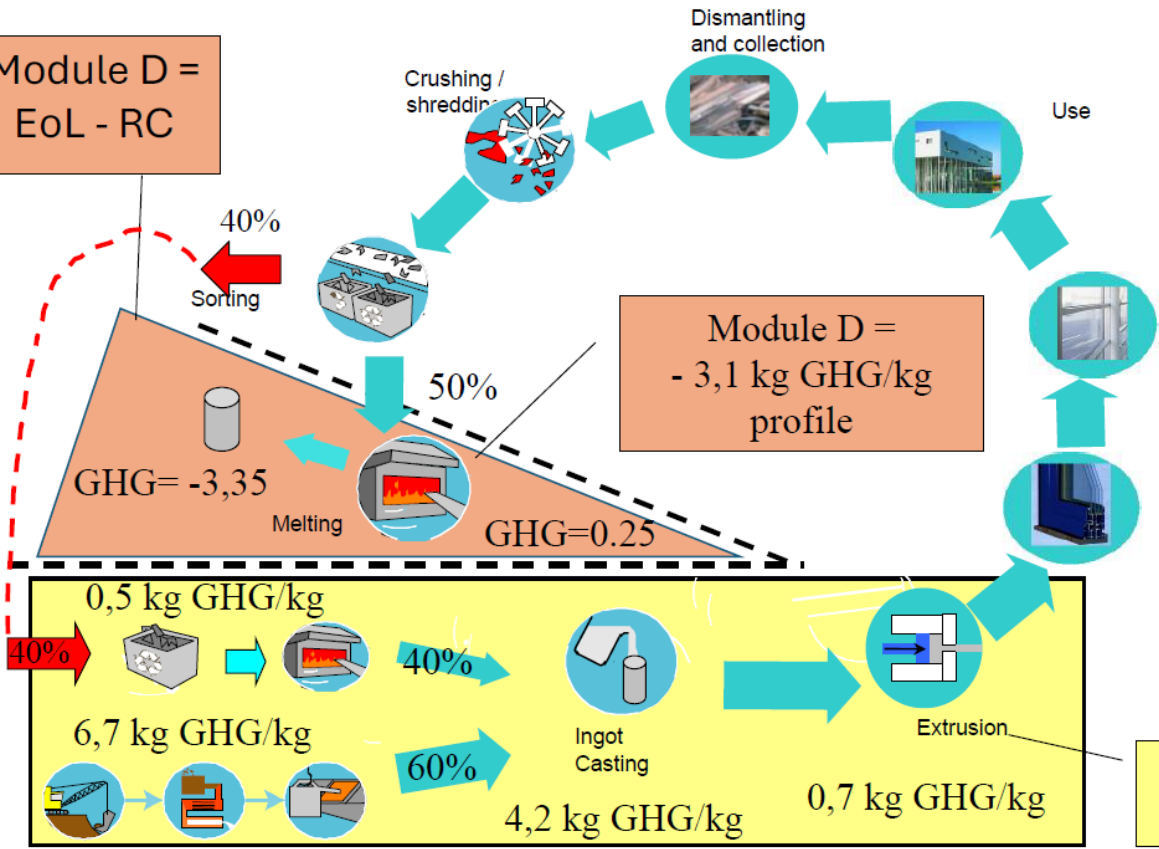 Module D =
EoL - RC
Dismantling
and collection
Crushing /
shredding
Use
40%
Sorting
Module D =
- 3,1 kg GHG/kg
profile
50%
GHG= -3,35
Melting
GHG=0.25
0,5 kg GHG/kg
40%
40%
6,7 kg GHG/kg
60%
Ingot
Casting
Extrusion
4,2 kg GHG/kg
0,7 kg GHG/kg